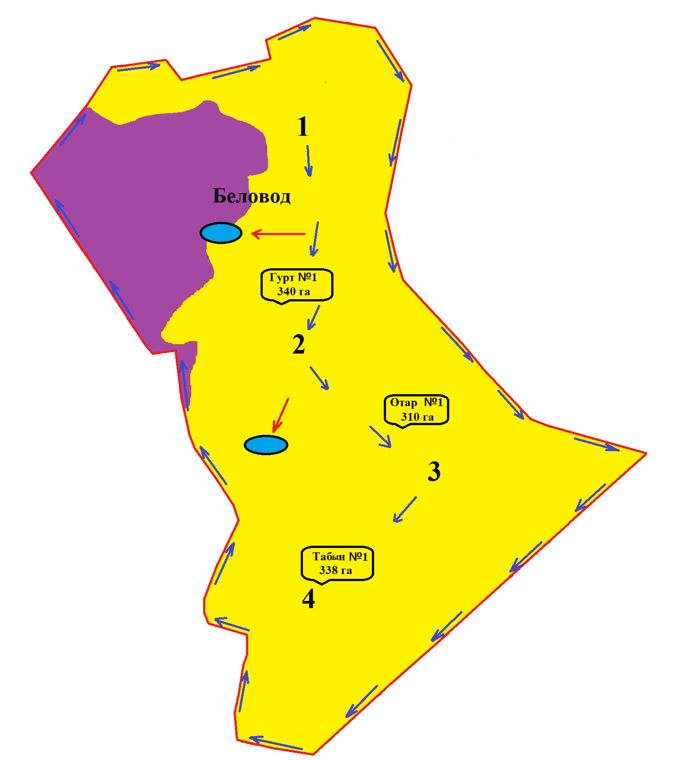 1
Беловод
Гурт №1
340 га
2
Отар №1
310 га
3
Табын №1
338 га
4